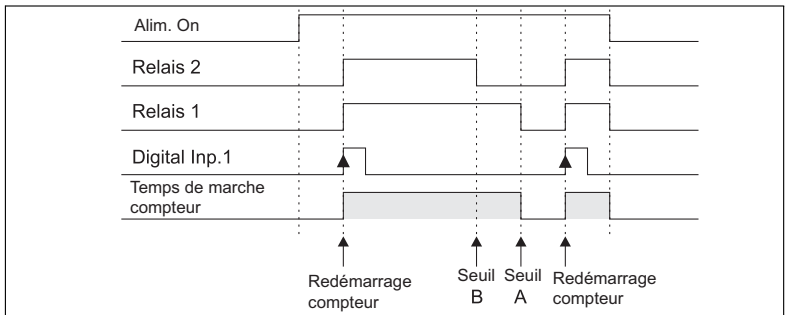 Alim. On
Relais 2
Relais 1
Digital Inp.1
Temps de marche
compteur
Redémarrage
compteur
Seuil
B
Seuil
A
Redémarrage
compteur